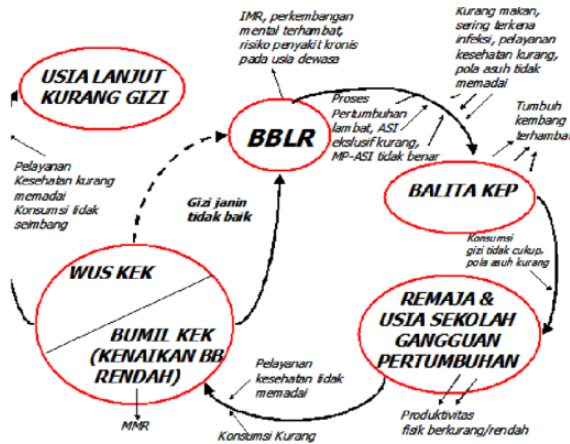 IMR, perkembangan
mental terhambat,
risiko penyakit kronis
pada usia dewasa
Kurang makan,
sering terkena
infeksi, pelayanan
kesehatan kurang,
pola asuh tidak
memadai
USIA LANJUT
KURANG GIZI
BBLR
Proses
Pertumbuhan
lambat, ASI
ekslusif kurang,
MP-ASI tidak benar
Tumbuh
kembang
terhambat
Pelayanan
Kesehatan kurang
memadai
Konsumsi tidak
seimbang
Gizi janin
tidak baik
BALITA KEP
Konsumsi
gizi tidak cukup,
pola asuh kurang
WUS KEK
BUMIL KEK
(KENAIKAN BB
RENDAH)
REMAJA &
USIA SEKOLAH
GANGGUAN
PERTUMBUHAN
Pelayanan
kesehatan tidak
memadai
MMR
Konsumsi Kurang
Produktivitas
fisik berkurang/rendah